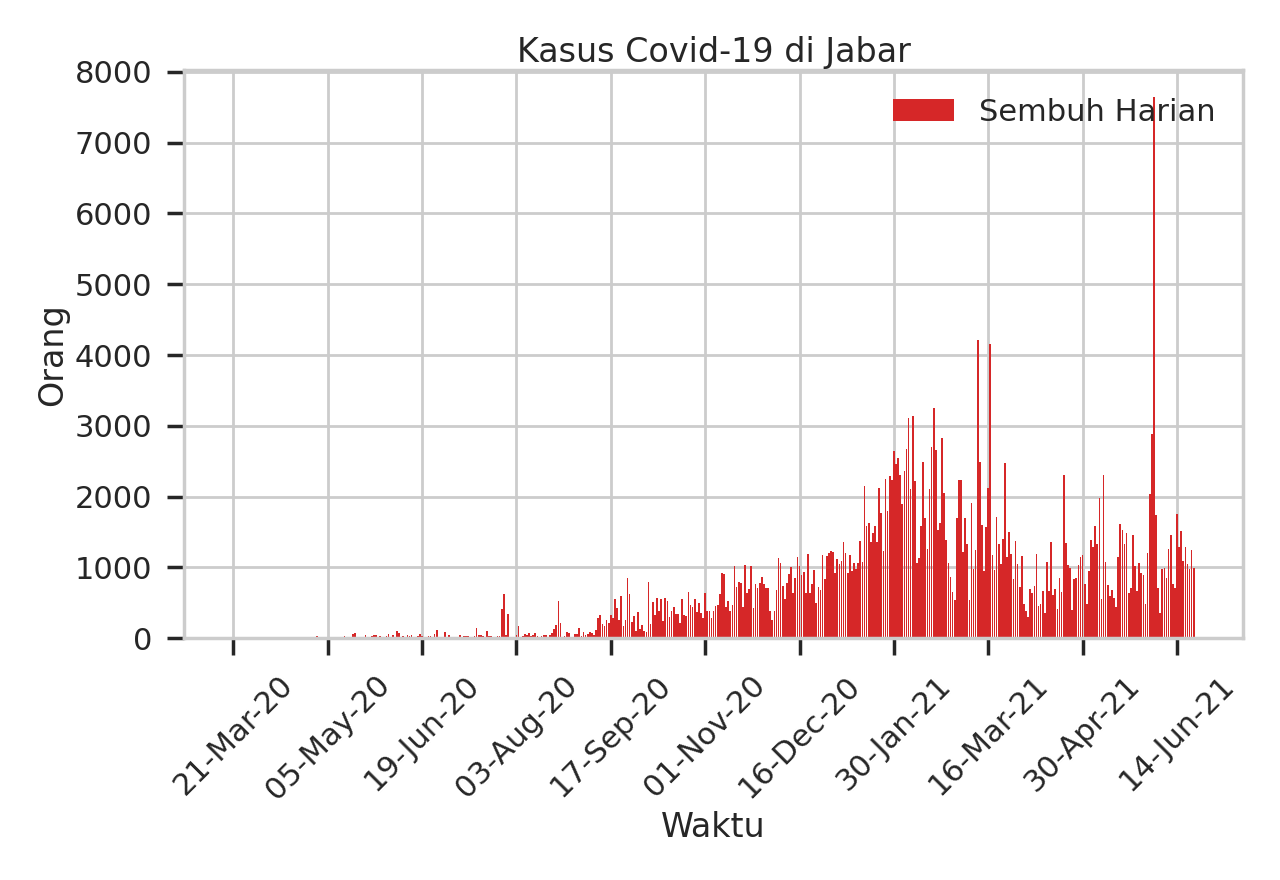 Kasus Covid-19 di Jabar
Sembuh Harian
8000
7000
6000
5000
4000
3000
2000
1000
0
Orang
21-Mar-20
05-May-20
19-Jun-20
03-Aug-20
17-Sep-20
01-Nov-20
16-Dec-20
30-Jan-21
16-Mar-21
30-Apr-21
14-Jun-21
Waktu